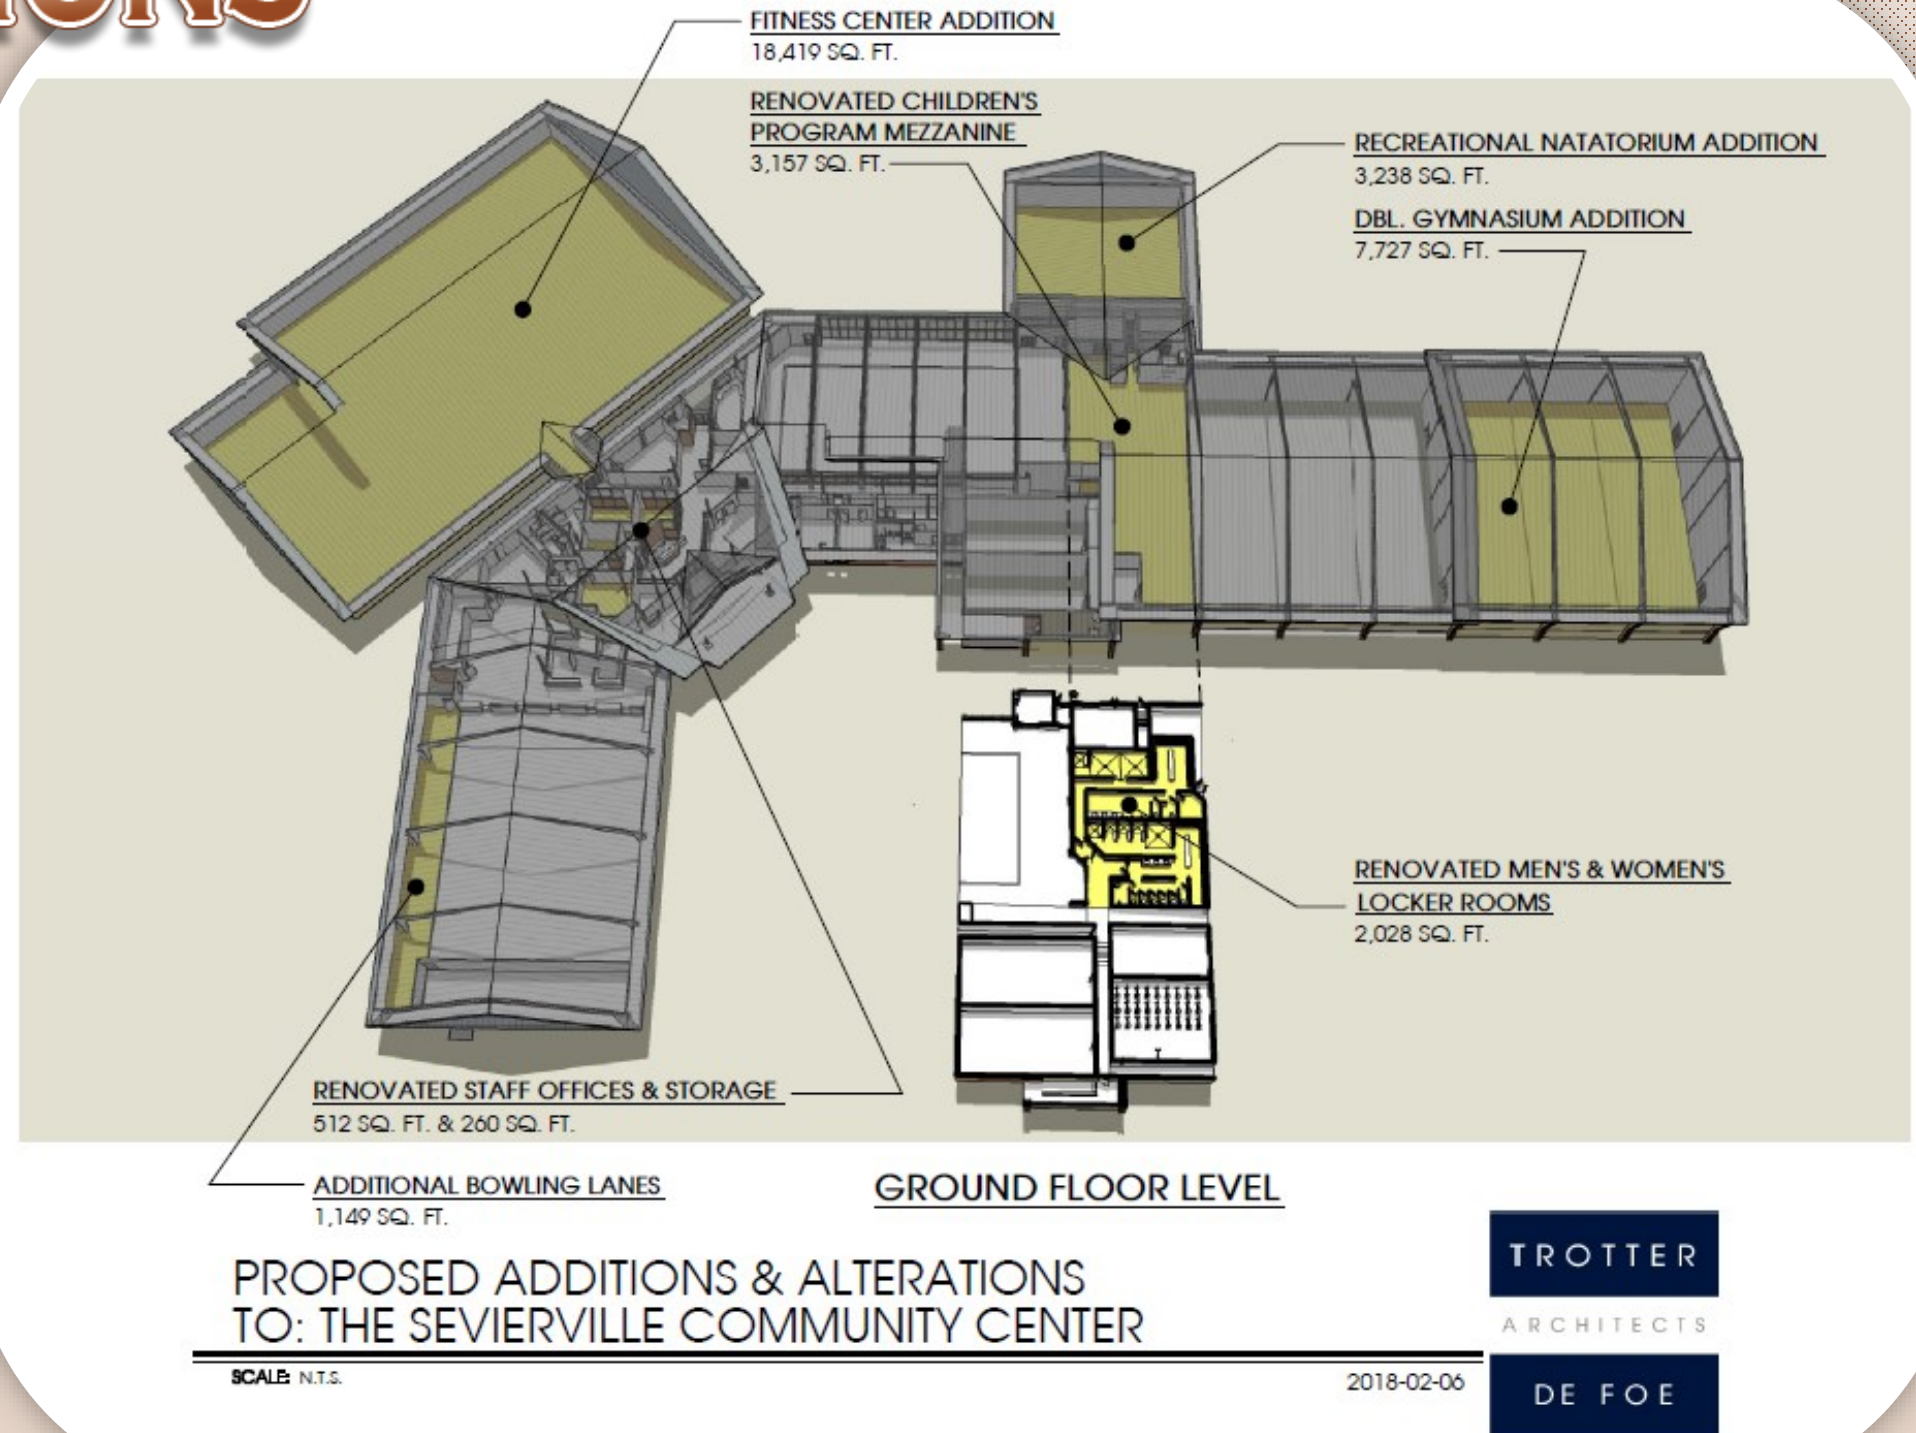 FITNESS CENTER ADDITION
18,419 SQ. FT.
RENOVATED CHILDREN'S
PROGRAM MEZZANINE
3,157 SQ. FT.
RECREATIONAL NATATORIUM ADDITION
3,238 SQ. FT.
DBL. GYMNASIUM ADDITION
7,727 SQ. FT.
RENOVATED MEN'S & WOMEN'S
LOCKER ROOMS
2,028 SQ. FT.
RENOVATED STAFF OFFICES & STORAGE
512 SQ. FT. & 260 SQ. FT.
ADDITIONAL BOWLING LANES
1,149 SQ. FT.
GROUND FLOOR LEVEL
PROPOSED ADDITIONS & ALTERATIONS
TO: THE SEVIERVILLE COMMUNITY CENTER
SCALE: N.T.S.
2018-02-06
TROTTER
ARCHITECTS
DE FOE